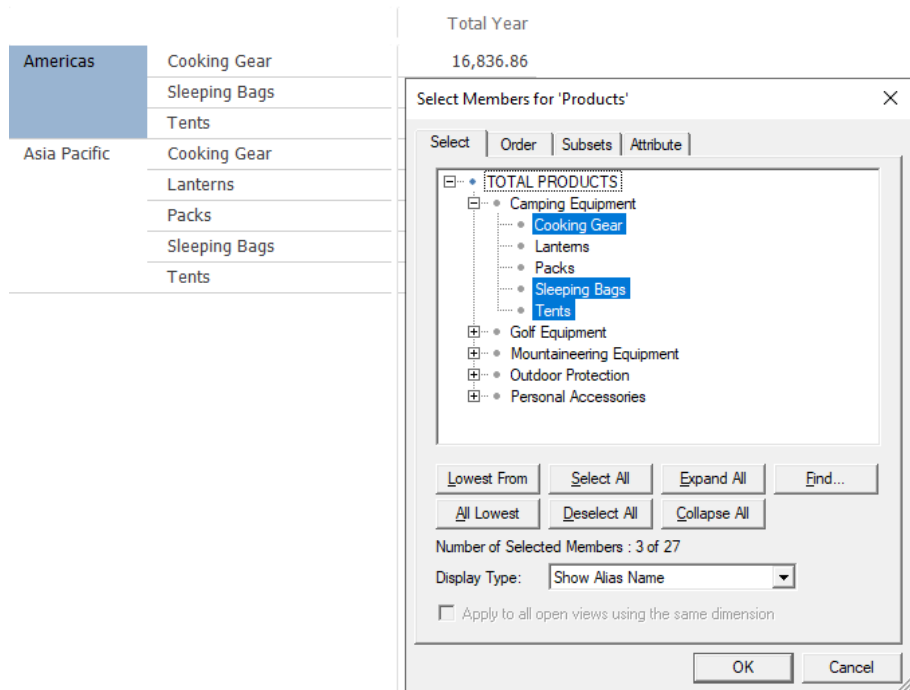 Total Year
Americas Cooking Gear 16,836.86
Sleeping Bags
Tents
Asia Pacific Cooking Gear
Lanterns
Packs
Sleeping Bags
Tents
Select Members for 'Products'
Select Order Subsets Attribute
TOTAL PRODUCTS
Camping Equipment
Cooking Gear
Lanterns
Packs
Sleeping Bags
Tents
Golf Equipment
Mountaineering Equipment
Outdoor Protection
Personal Accessories
Lowest From Select All Expand All Find...
All Lowest Deselect All Collapse All
Number of Selected Members : 3 of 27
Display Type: Show Alias Name
Apply to all open views using the same dimension
OK Cancel